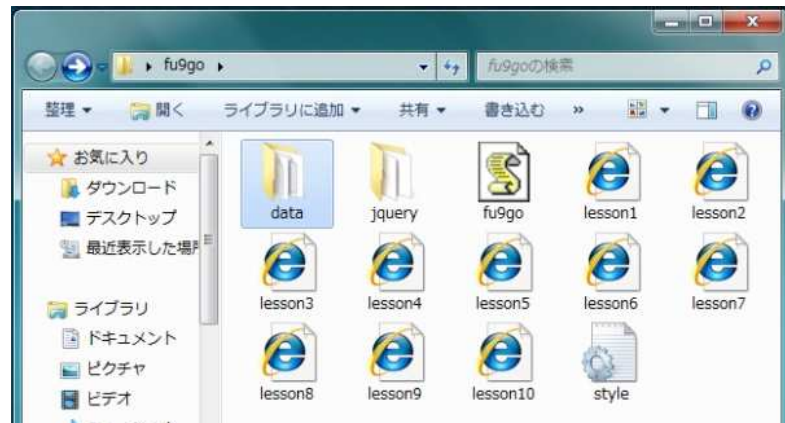 fu9go
fu9goの検索
整理 開く ライブラリに追加 共有 書き込む »
お気に入り
ダウンロード
デスクトップ
最近表示した場所
ライブラリ
ドキュメント
ピクチャ
ビデオ
data jquery fu9go lesson1 lesson2
lesson3 lesson4 lesson5 lesson6 lesson7
lesson8 lesson9 lesson10 style